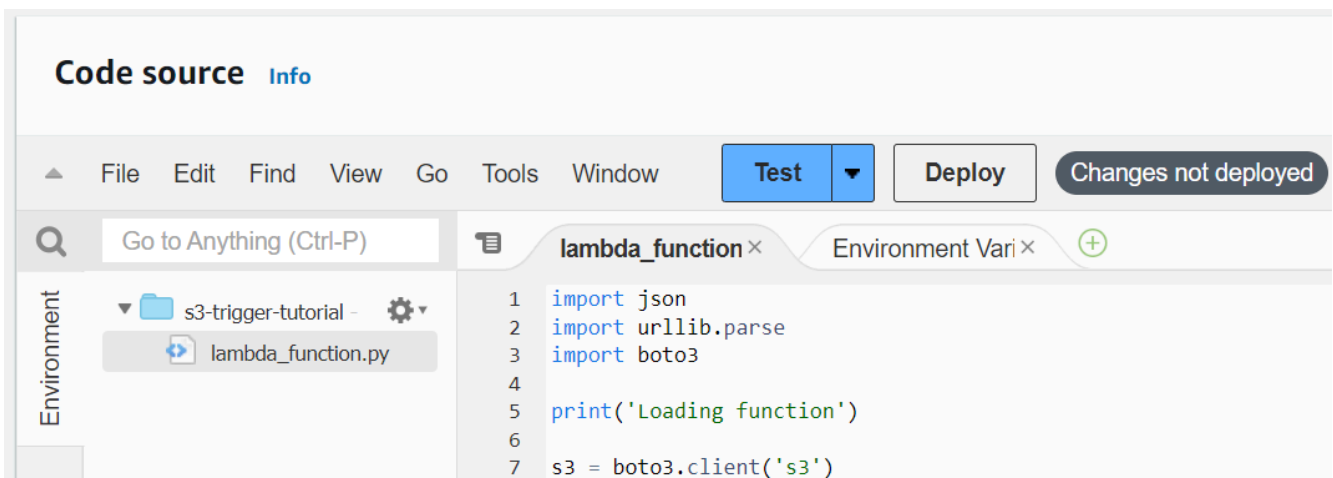 Code source Info
File Edit Find View Go Tools Window Test Deploy Changes not deployed
Go to Anything (Ctrl-P)
lambda_function × Environment Vari ×
Environment
s3-trigger-tutorial -
lambda_function.py
1 import json
2 import urllib.parse
3 import boto3
4
5 print('Loading function')
6
7 s3 = boto3.client('s3')